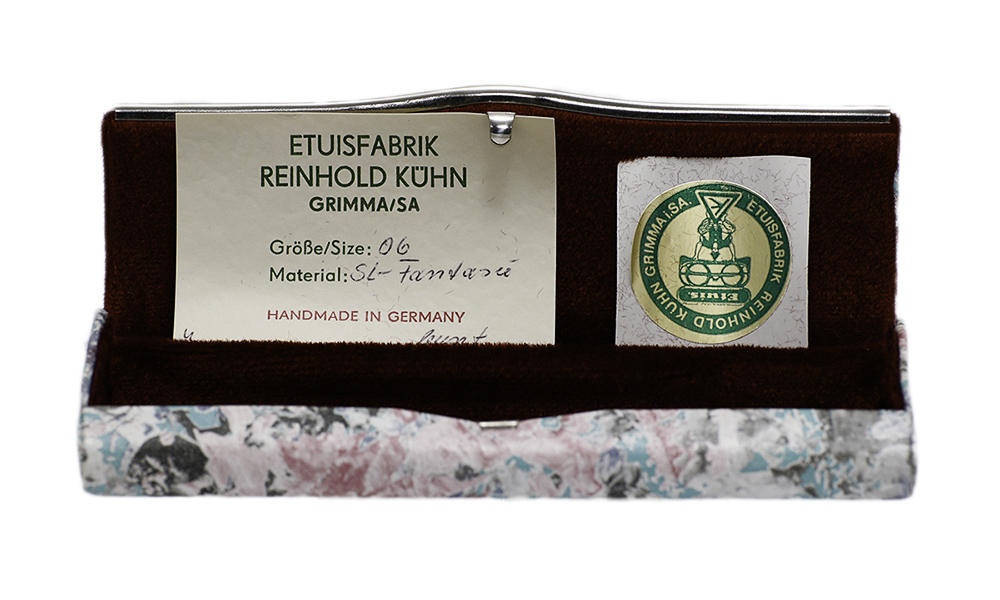 ETUISFABRIK
REINHOLD KÜHN
GRIMMA/SA
Größe/Size: 06
Material: St-Fantasie
HANDMADE IN GERMANY
ETUISFABRIK REINHOLD KÜHN GRIMMA i.SA.
Etuis.